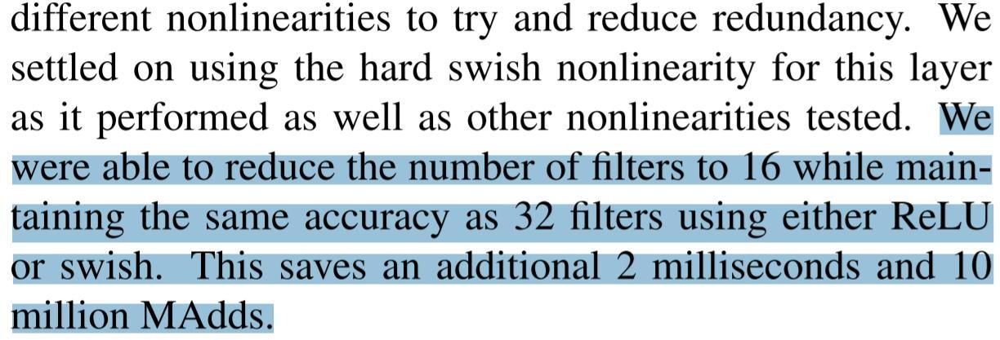 different nonlinearities to try and reduce redundancy. We
settled on using the hard swish nonlinearity for this layer
as it performed as well as other nonlinearities tested. We
were able to reduce the number of filters to 16 while main-
taining the same accuracy as 32 filters using either ReLU
or swish. This saves an additional 2 milliseconds and 10
million MAdds.